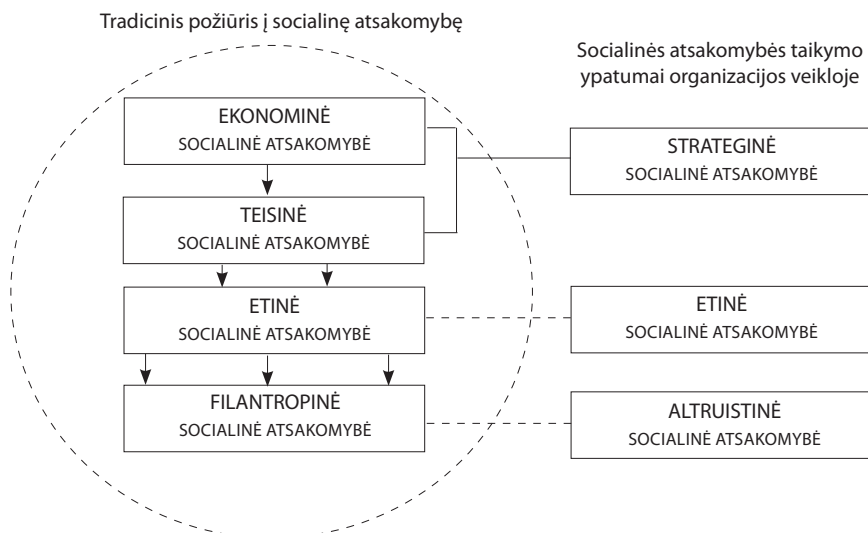 Tradicinis požiūris į socialinę atsakomybę
Socialinės atsakomybės taikymo
ypatumai organizacijos veikloje
EKONOMINĖ
SOCIALINĖ ATSAKOMYBĖ
STRATEGINĖ
SOCIALINĖ ATSAKOMYBĖ
TEISINĖ
SOCIALINĖ ATSAKOMYBĖ
ETINĖ
SOCIALINĖ ATSAKOMYBĖ
ETINĖ
SOCIALINĖ ATSAKOMYBĖ
FILANTROPINĖ
SOCIALINĖ ATSAKOMYBĖ
ALTRUISTINĖ
SOCIALINĖ ATSAKOMYBĖ